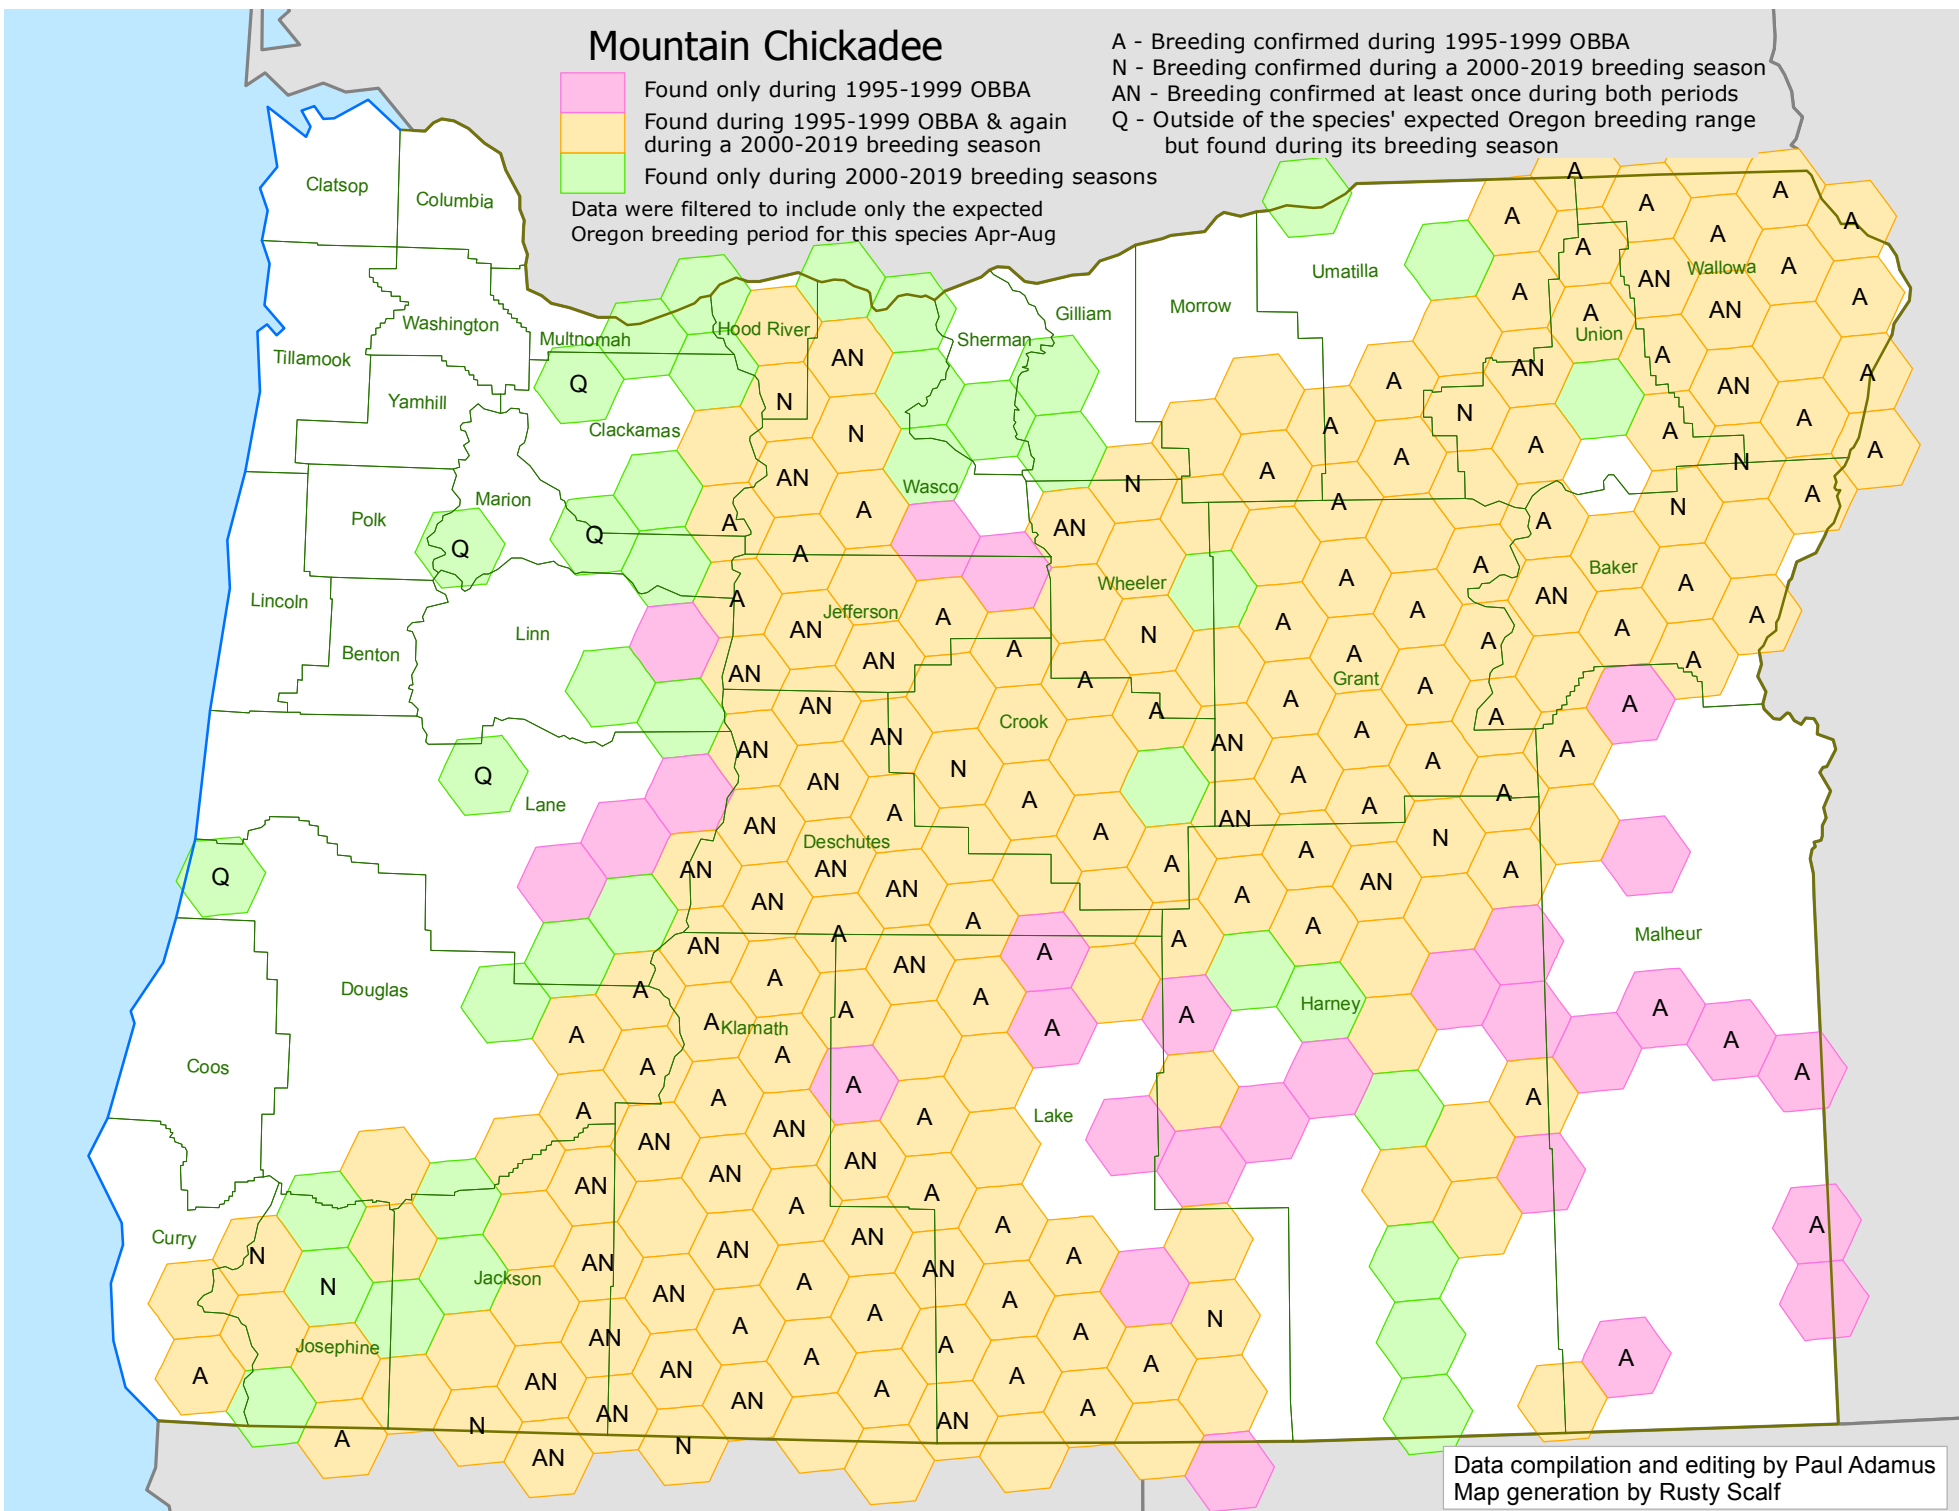 Mountain Chickadee
Found only during 1995-1999 OBBA
Found during 1995-1999 OBBA & again
during a 2000-2019 breeding season
Found only during 2000-2019 breeding seasons
Data were filtered to include only the expected
Oregon breeding period for this species Apr-Aug
A - Breeding confirmed during 1995-1999 OBBA
N - Breeding confirmed during a 2000-2019 breeding season
AN - Breeding confirmed at least once during both periods
Q - Outside of the species' expected Oregon breeding range
but found during its breeding season
Clatsop
Columbia
Tillamook
Washington
Multnomah
Hood River
Sherman
Gilliam
Morrow
Umatilla
Wallowa
Union
Yamhill
Clackamas
Marion
Polk
Wasco
Lincoln
Benton
Linn
Jefferson
Wheeler
Baker
Grant
Crook
Lane
Deschutes
Douglas
Coos
Klamath
Lake
Harney
Malheur
Curry
Josephine
Jackson
Data compilation and editing by Paul Adamus
Map generation by Rusty Scalf